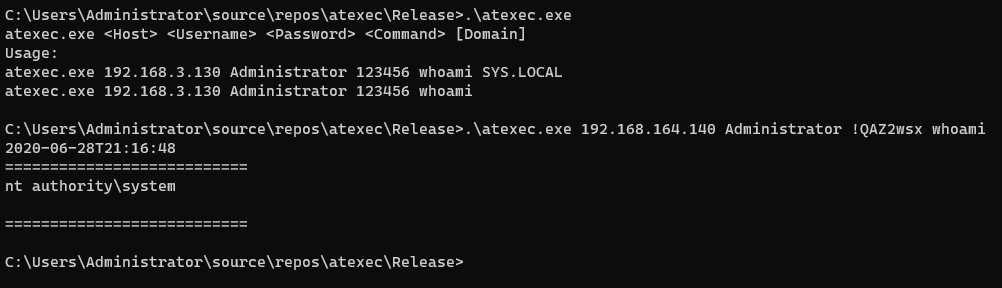 C:\Users\Administrator\source\repos\atexec\Release>.\atexec.exe
atexec.exe <Host> <Username> <Password> <Command> [Domain]
Usage:
atexec.exe 192.168.3.130 Administrator 123456 whoami SYS.LOCAL
atexec.exe 192.168.3.130 Administrator 123456 whoami
C:\Users\Administrator\source\repos\atexec\Release>.\atexec.exe 192.168.164.140 Administrator !QAZ2wsx whoami
2020-06-28T21:16:48
===========================
nt authority\system
===========================
C:\Users\Administrator\source\repos\atexec\Release>